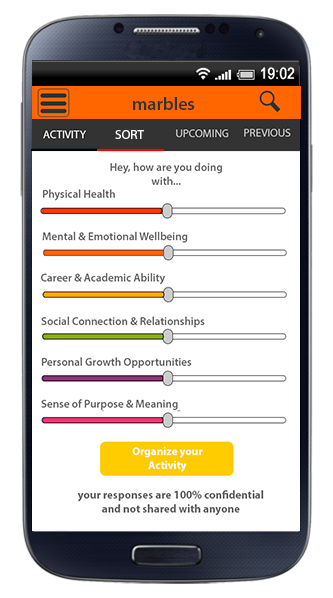 19:02
marbles
ACTIVITY SORT UPCOMING PREVIOUS
Hey, how are you doing
with...
Physical Health
Mental & Emotional Wellbeing
Career & Academic Ability
Social Connection & Relationships
Personal Growth Opportunities
Sense of Purpose & Meaning
Organize your
Activity
your responses are 100% confidential
and not shared with anyone